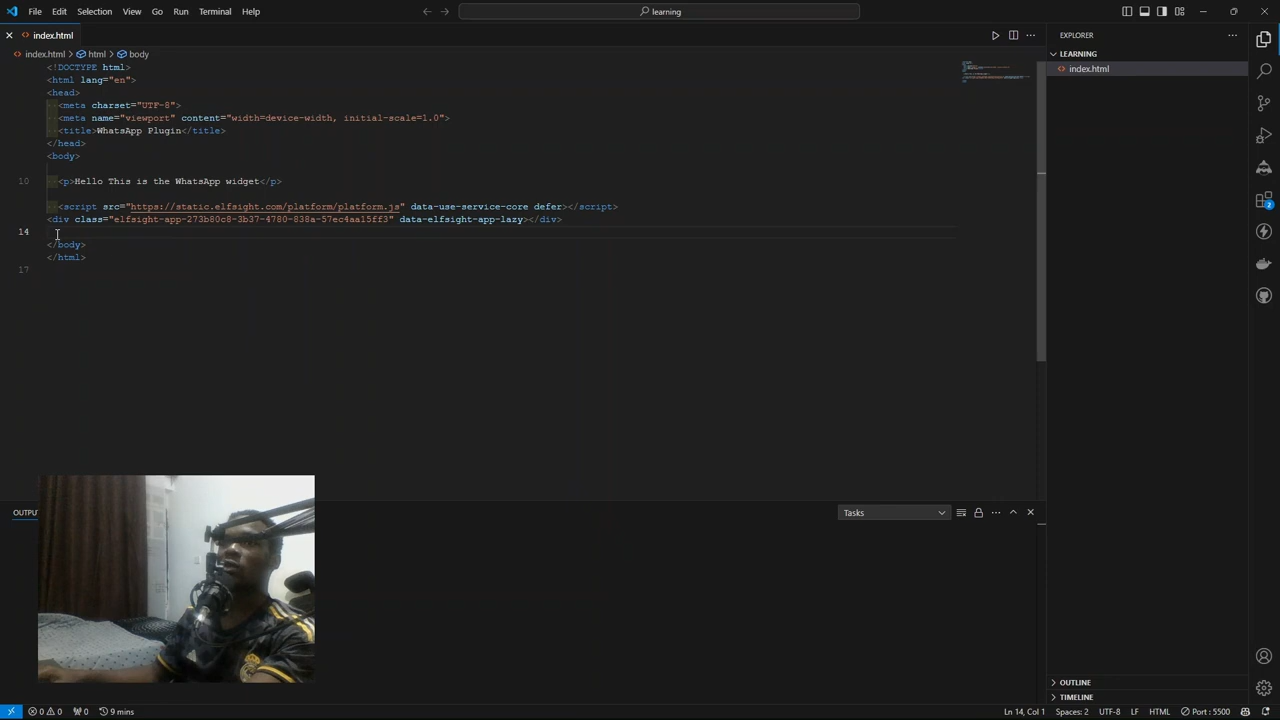 File Edit Selection View Go Run Terminal Help
learning
index.html
index.html > html > body
<!DOCTYPE html>
<html lang="en">
<head>
<meta charset="UTF-8">
<meta name="viewport" content="width=device-width, initial-scale=1.0">
<title>WhatsApp Plugin</title>
</head>
<body>
10 <p>Hello This is the WhatsApp widget</p>
<script src="https://static.elfsight.com/platform/platform.js" data-use-service-core defer></script>
<div class="elfsight-app-273b80c8-3b37-4780-838a-57ec4aa15ff3" data-elfsight-app-lazy></div>
14
</body>
</html>
17
EXPLORER
LEARNING
index.html
2
OUTPU
Tasks
OUTLINE
TIMELINE
0 0 0 9 mins
Ln 14, Col 1 Spaces: 2 UTF-8 LF HTML Port : 5500